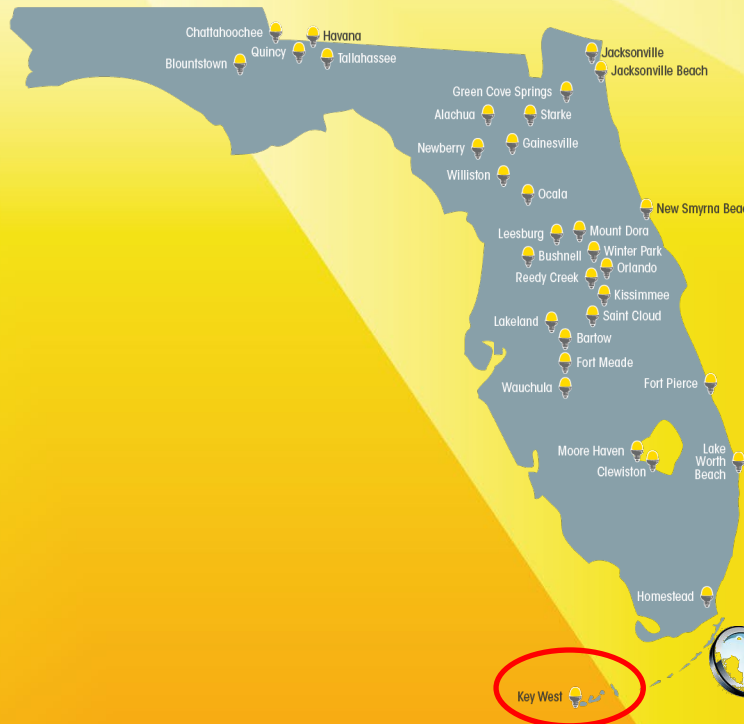 Chattahoochee
Havana
Quincy
Tallahassee
Blountstown
Jacksonville
Jacksonville Beach
Green Cove Springs
Alachua
Starke
Newberry
Gainesville
Williston
Ocala
New Smyrna Beac
Leesburg
Mount Dora
Bushnell
Winter Park
Orlando
Reedy Creek
Kissimmee
Saint Cloud
Lakeland
Bartow
Fort Meade
Wauchula
Fort Pierce
Moore Haven
Clewiston
Lake
Worth
Beach
Homestead
Key West